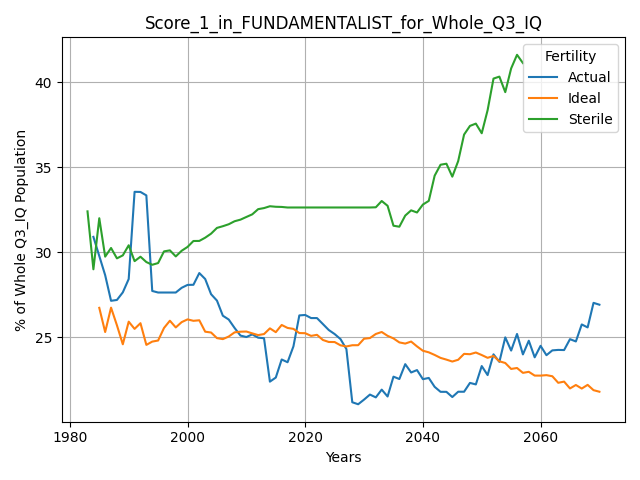 Score_1_in_FUNDAMENTALIST_for_Whole_Q3_IQ
% of Whole Q3_IQ Population
40
35
30
25
Fertility
Actual
Ideal
Sterile
1980
2000
2020
2040
2060
Years